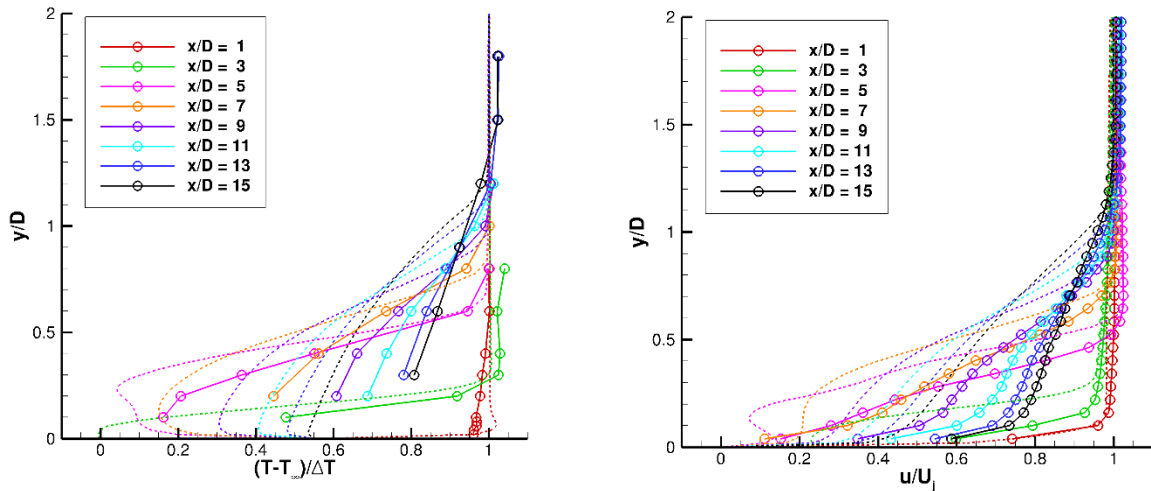 2
1.5
1
0.5
0
y/D
x/D = 1
x/D = 3
x/D = 5
x/D = 7
x/D = 9
x/D = 11
x/D = 13
x/D = 15
0 0.2 0.4 0.6 0.8 1
(T-T∞)/ΔT
2
1.5
1
0.5
0
y/D
x/D = 1
x/D = 3
x/D = 5
x/D = 7
x/D = 9
x/D = 11
x/D = 13
x/D = 15
0 0.2 0.4 0.6 0.8 1
u/Uj